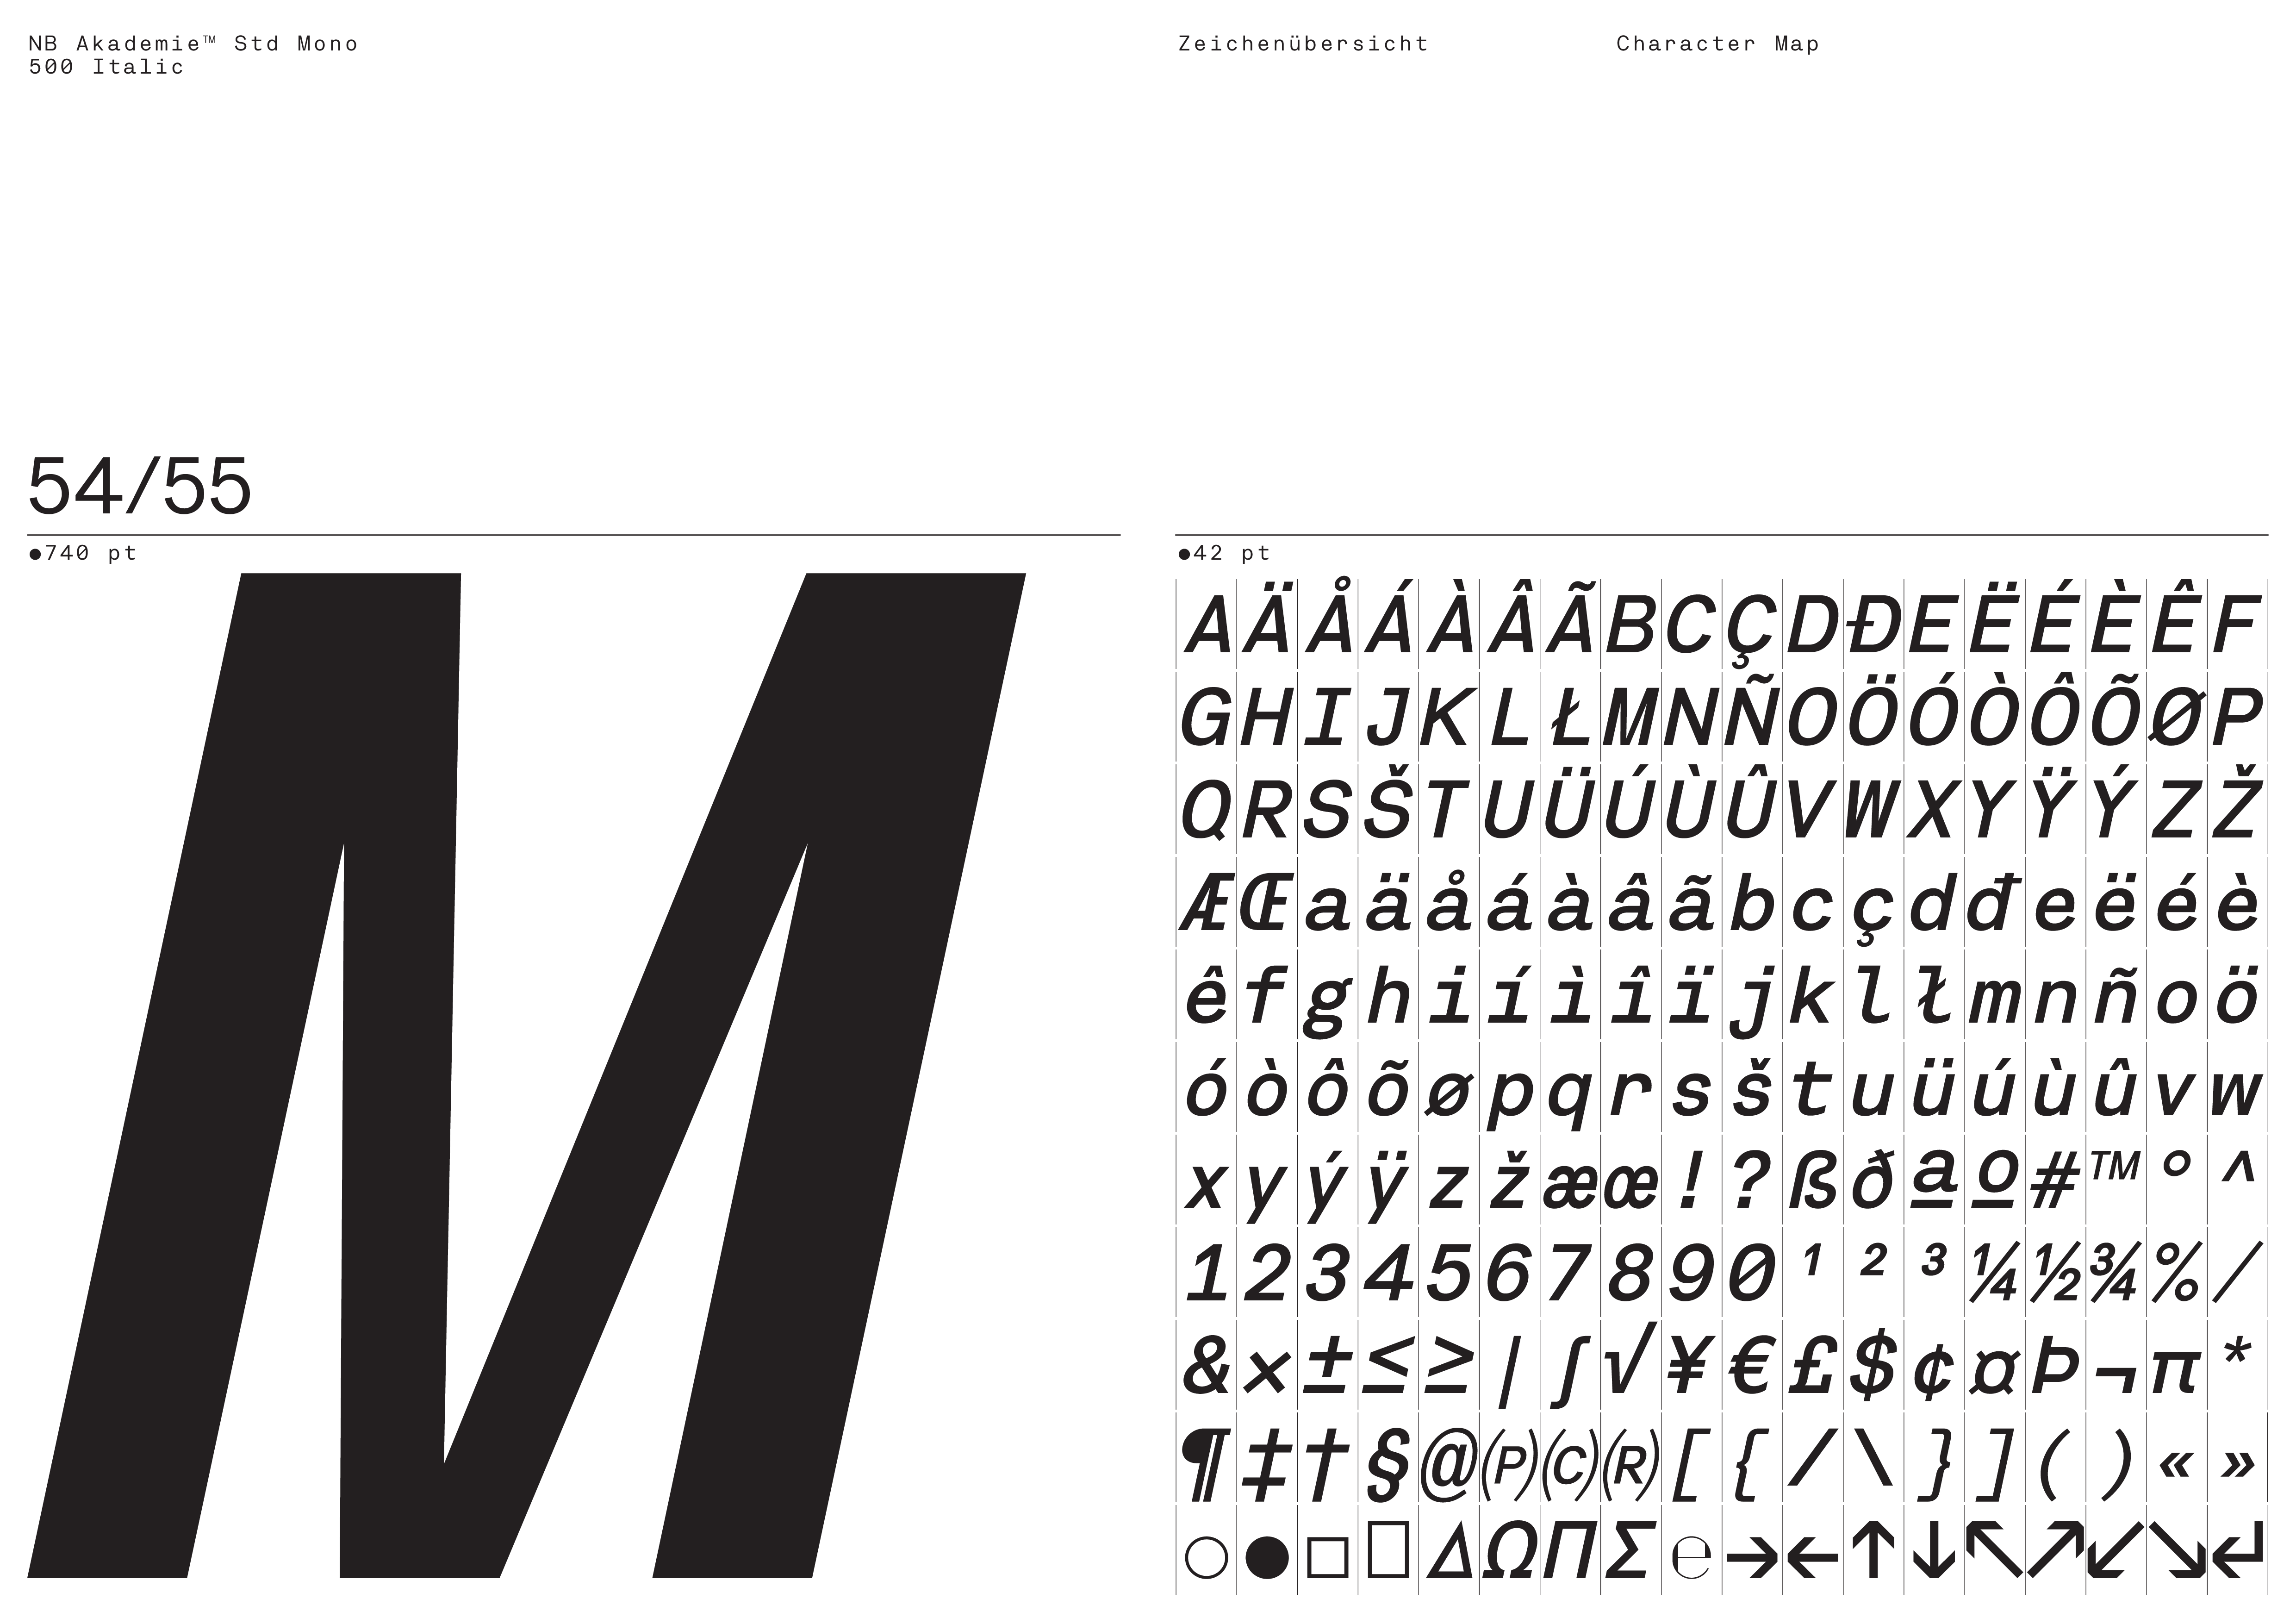 NB Akademie™ Std Mono
500 Italic
Zeichenübersicht
Character Map
54/55
●740 pt
M
●42 pt
A Ä Å Á À Â Ã B C Ç D Đ E Ë É È Ê F
G H I J K L Ł M N Ñ O Ö Ó Ò Ô Õ Ø P
Q R S Š T U Ü Ú Ù Û V W X Y Ÿ Ý Z Ž
Æ Œ a ä å á à â ã b c ç d đ e ë é è
ê f g h i í ì î ï j k l ł m n ñ o ö
ó ò ô õ ø p q r s š t u ü ú ù û v w
x y ý ÿ z ž æ œ ! ? ß ð ª º # ™ ° ^
1 2 3 4 5 6 7 8 9 0 ¹ ² ³ ¼ ½ ¾ % ⁄
& × ± ≤ ≥ | ∫ √ ¥ € £ $ ¢ ¤ Þ ¬ π *
¶ ‡ † § @ (P) (C) (R) [ { / \ } ] ( ) « »
○ ● □ ▯ Δ Ω Π Σ ℮ → ← ↑ ↓ ↖ ↗ ↙ ↘ ↵